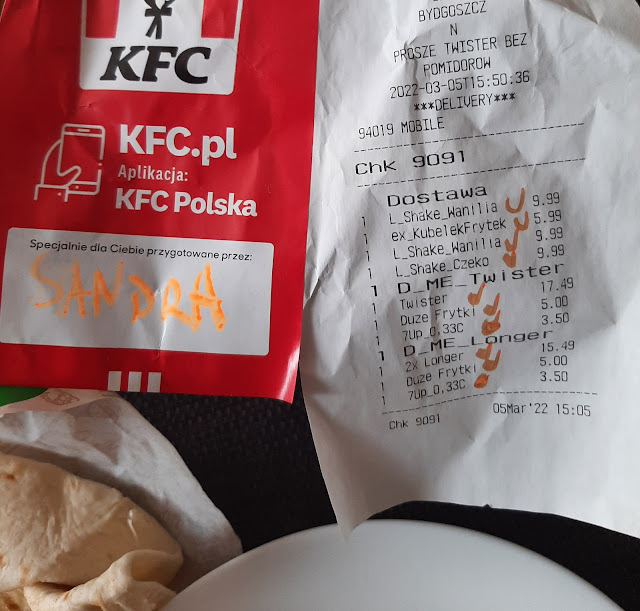 KFC
KFC.pl
Aplikacja:
KFC Polska
Specjalnie dla Ciebie przygotowane przez:
SANDRA
BYDGOSZCZ
N
PROSZE TWISTER BEZ
POMIDOROW
2022-03-05T15:50:36
***DELIVERY***
94019 MOBILE
Chk 9091
Dostawa
1 L_Shake_Wanilia 9.99
1 ex_KubelekFrytek 5.99
1 L_Shake_Wanilia 9.99
1 L_Shake_Czeko 9.99
1 D_ME_Twister
1 Twister 17.49
1 Duze Frytki 5.00
1 7Up_0,33C 3.50
1 D_ME_Longer
1 2x Longer 15.49
1 Duze Frytki 5.00
1 7Up_0,33C 3.50
Chk 9091 05Mar'22 15:05